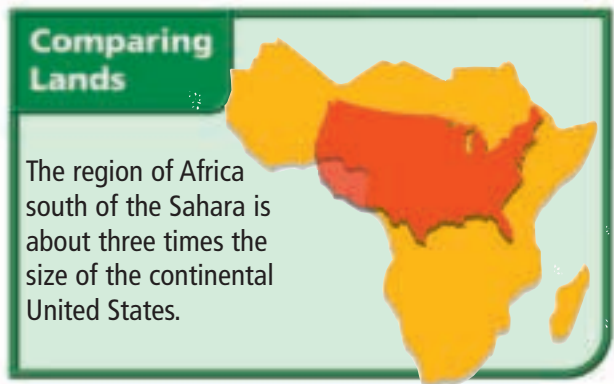 Comparing
Lands
The region of Africa
south of the Sahara is
about three times the
size of the continental
United States.